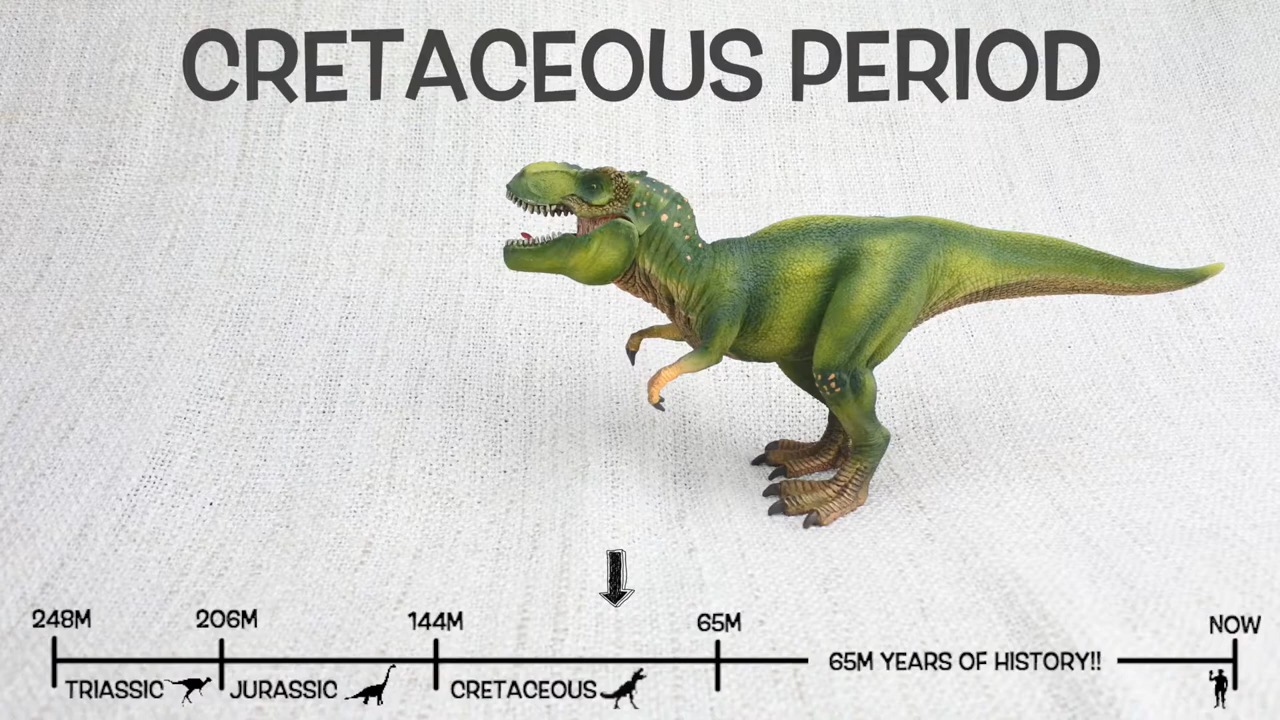 CRETACEOUS PERIOD
248M 206M 144M 65M NOW
65M YEARS OF HISTORY!!
TRIASSIC JURASSIC CRETACEOUS